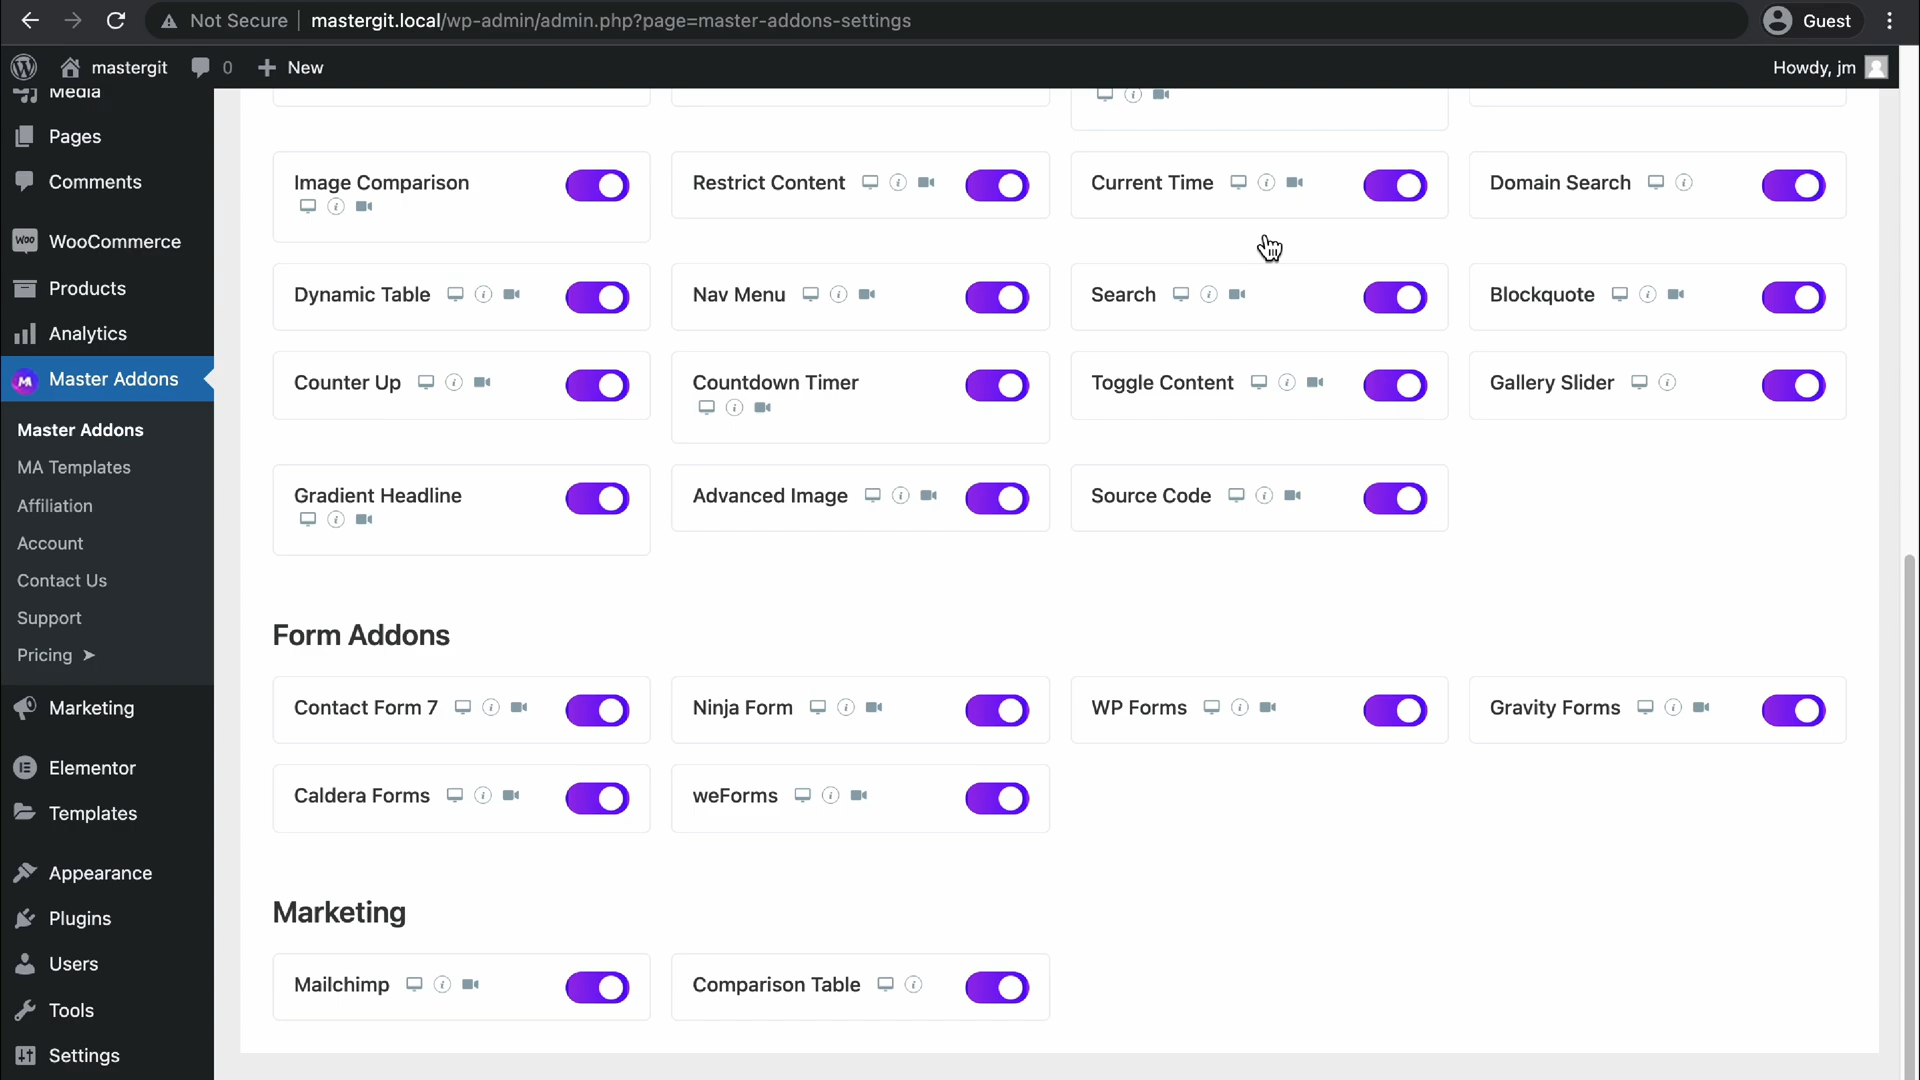 Not Secure | mastergit.local/wp-admin/admin.php?page=master-addons-settings
Guest
mastergit
0
New
Howdy, jm
Media
Pages
Comments
WooCommerce
Products
Analytics
Master Addons
Master Addons
MA Templates
Affiliation
Account
Contact Us
Support
Pricing ➤
Marketing
Elementor
Templates
Appearance
Plugins
Users
Tools
Settings
Image Comparison
Restrict Content
Current Time
Domain Search
Dynamic Table
Nav Menu
Search
Blockquote
Counter Up
Countdown Timer
Toggle Content
Gallery Slider
Gradient Headline
Advanced Image
Source Code
Form Addons
Contact Form 7
Ninja Form
WP Forms
Gravity Forms
Caldera Forms
weForms
Marketing
Mailchimp
Comparison Table